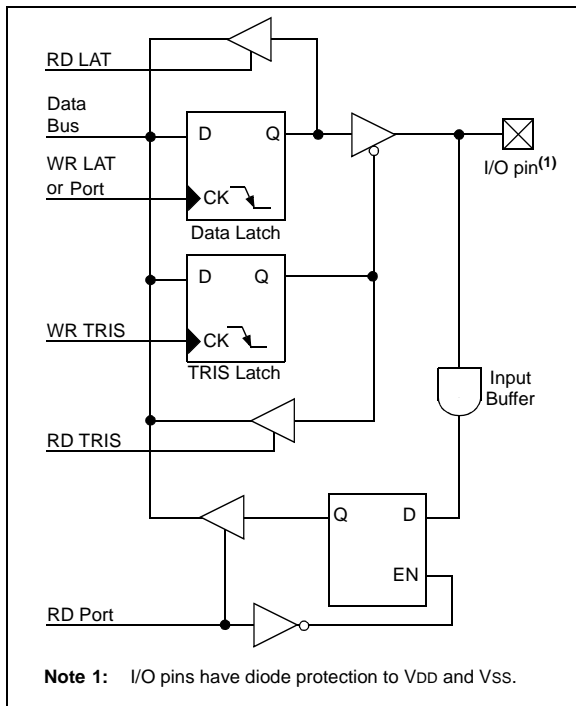 RD LAT
Data
Bus
D Q
WR LAT
or Port
I/O pin(1)
CK
Data Latch
D Q
WR TRIS
CK
TRIS Latch
Input
Buffer
RD TRIS
Q D
EN
RD Port
Note 1: I/O pins have diode protection to VDD and VSS.